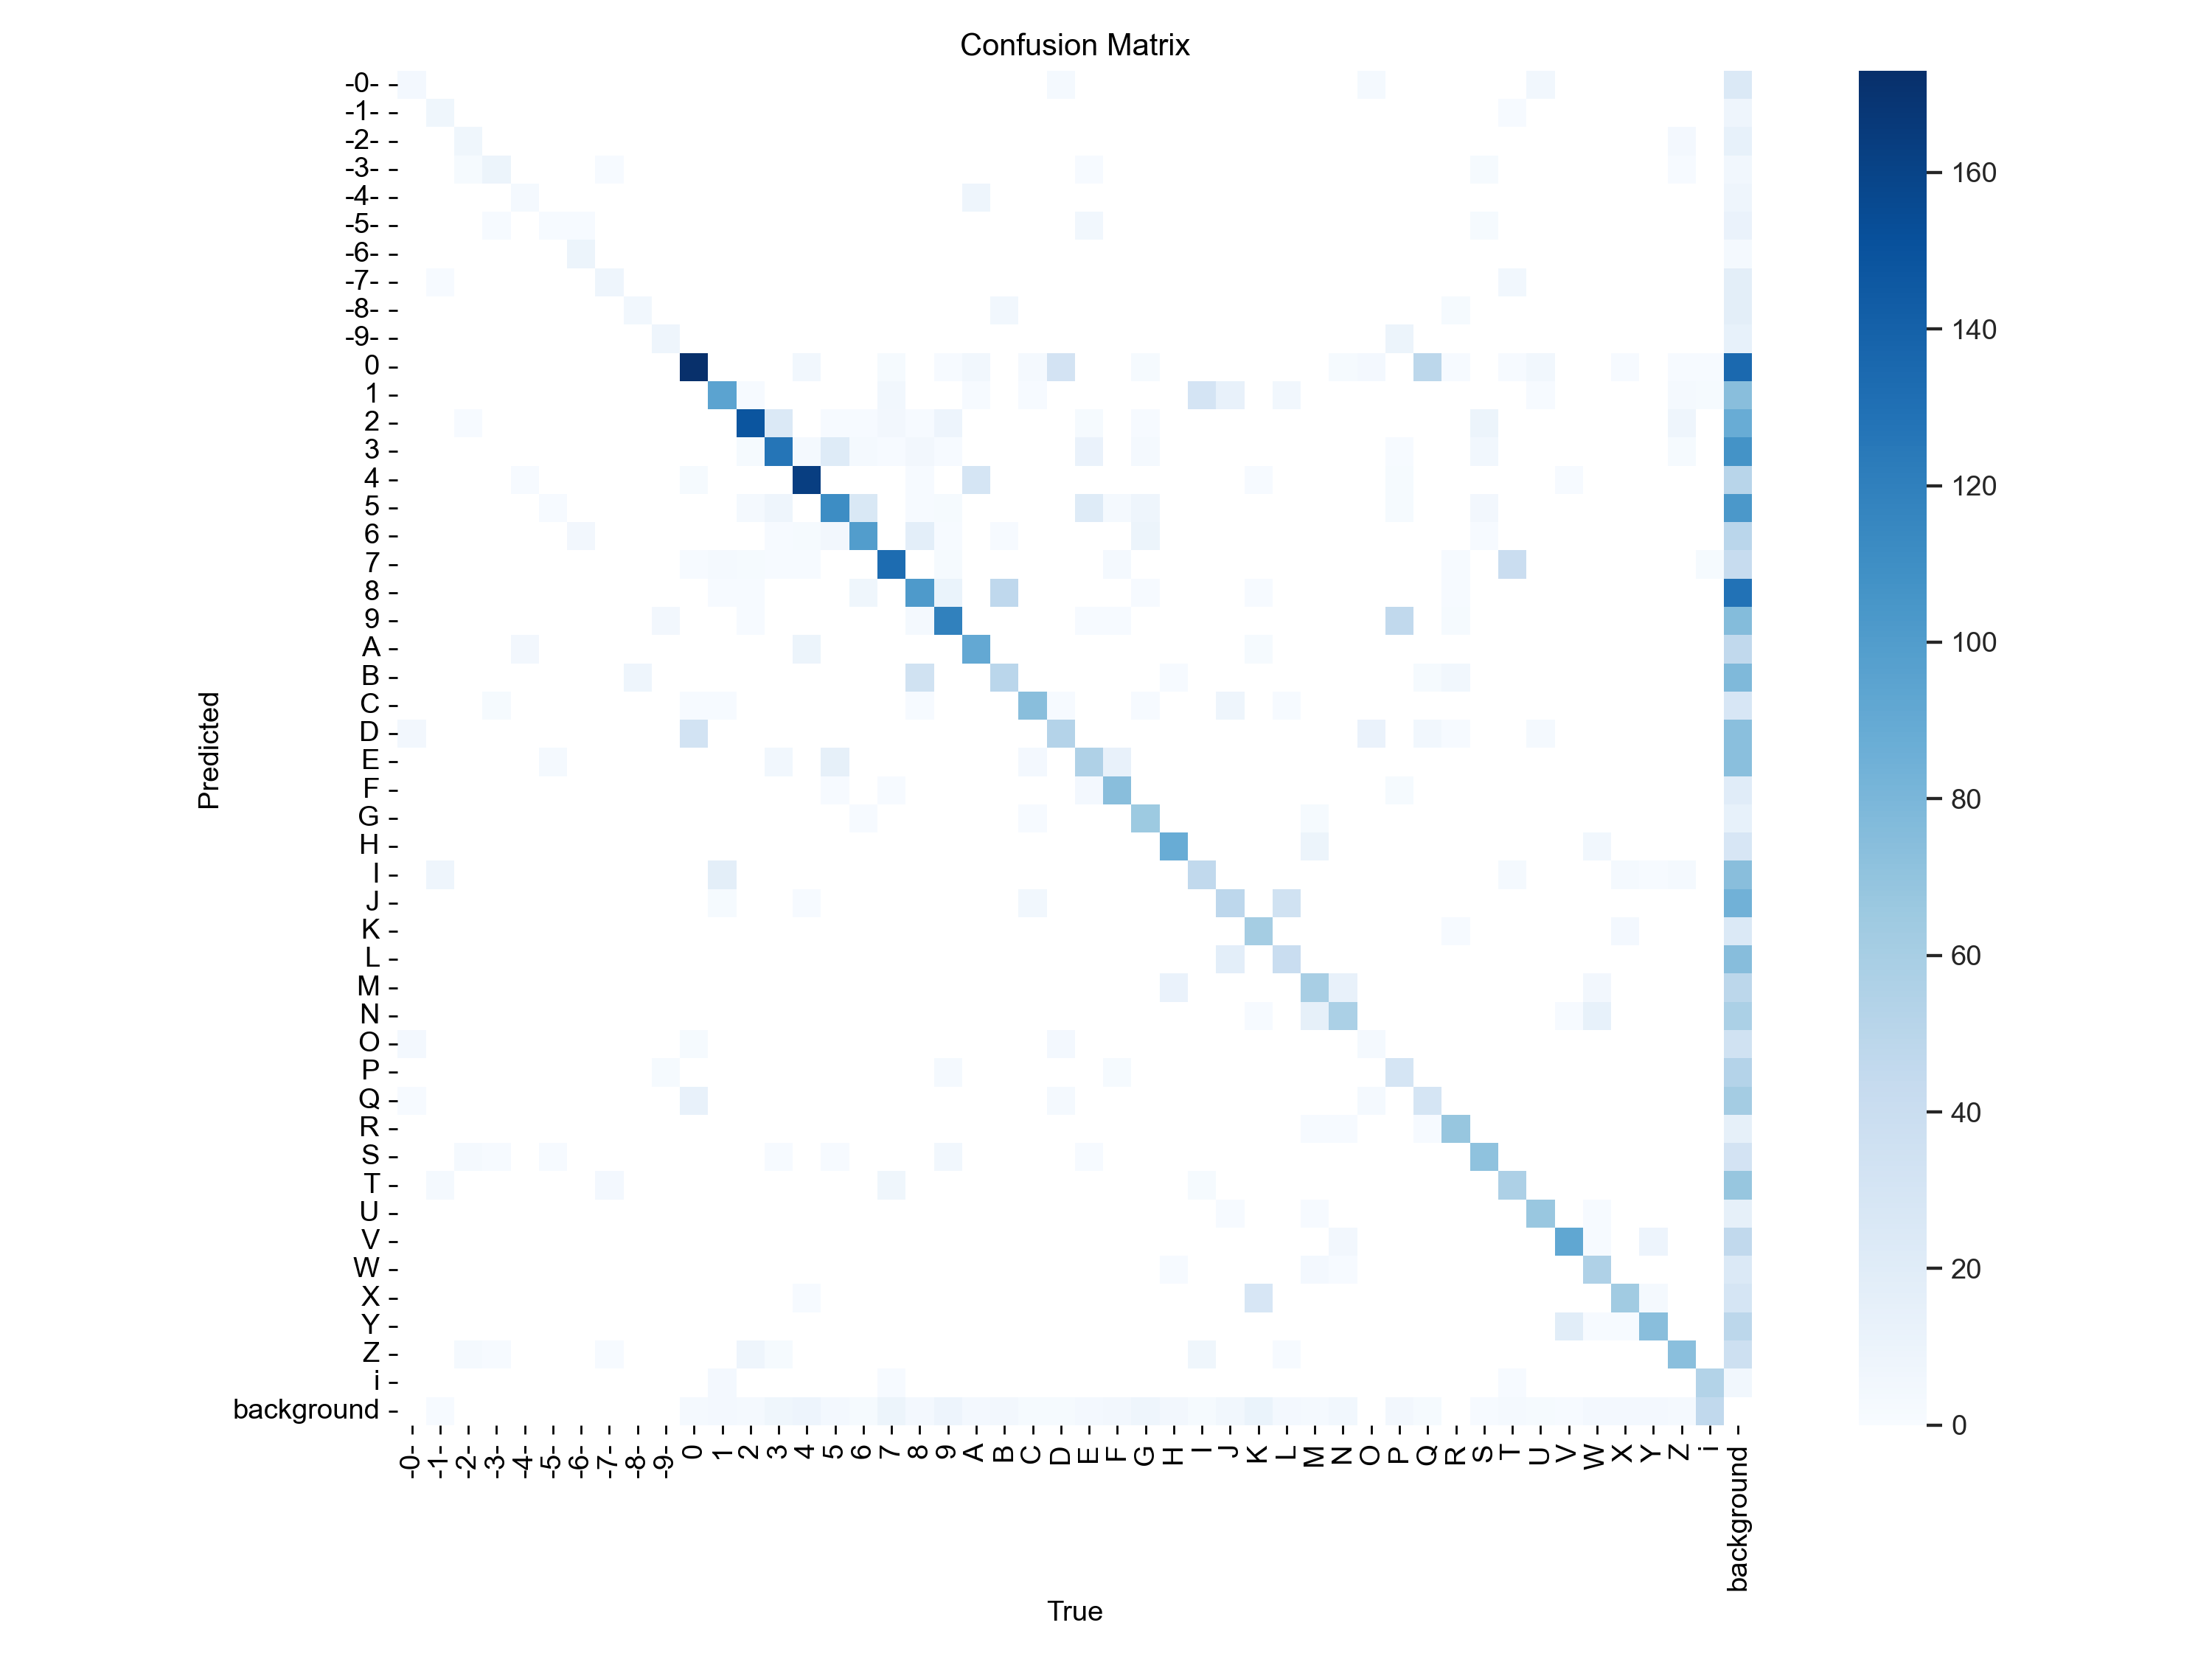 Confusion Matrix
Predicted
-0-
-1-
-2-
-3-
-4-
-5-
-6-
-7-
-8-
-9-
0
1
2
3
4
5
6
7
8
9
A
B
C
D
E
F
G
H
I
J
K
L
M
N
O
P
Q
R
S
T
U
V
W
X
Y
Z
i
background
-0- -1- -2- -3- -4- -5- -6- -7- -8- -9- 0 1 2 3 4 5 6 7 8 9 A B C D E F G H I J K L M N O P Q R S T U V W X Y Z i background
True
160
140
120
100
80
60
40
20
0